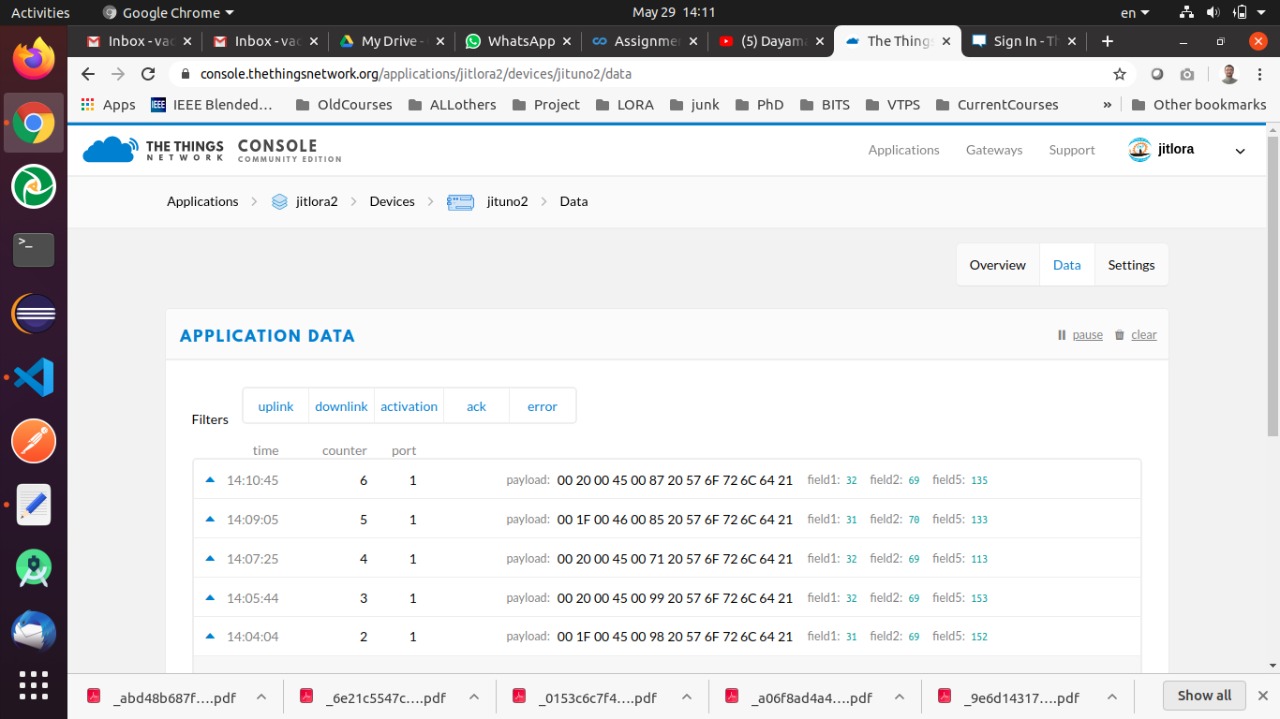 Activities Google Chrome May 29 14:11 en
Inbox - vac Inbox - vac My Drive - WhatsApp Assignmen (5) Dayama The Things Sign In - Th
console.thethingsnetwork.org/applications/jitlora2/devices/jituno2/data
Apps IEEE Blended... OldCourses ALLothers Project LORA junk PhD BITS VTPS CurrentCourses » Other bookmarks
THE THINGS NETWORK CONSOLE COMMUNITY EDITION Applications Gateways Support jitlora
Applications jitlora2 Devices jituno2 Data
Overview Data Settings
APPLICATION DATA pause clear
Filters uplink downlink activation ack error
time counter port
14:10:45 6 1 payload: 00 20 00 45 00 87 20 57 6F 72 6C 64 21 field1: 32 field2: 69 field5: 135
14:09:05 5 1 payload: 00 1F 00 46 00 85 20 57 6F 72 6C 64 21 field1: 31 field2: 70 field5: 133
14:07:25 4 1 payload: 00 20 00 45 00 71 20 57 6F 72 6C 64 21 field1: 32 field2: 69 field5: 113
14:05:44 3 1 payload: 00 20 00 45 00 99 20 57 6F 72 6C 64 21 field1: 32 field2: 69 field5: 153
14:04:04 2 1 payload: 00 1F 00 45 00 98 20 57 6F 72 6C 64 21 field1: 31 field2: 69 field5: 152
_abd48b687f....pdf _6e21c5547c....pdf _0153c6c7f4....pdf _a06f8ad4a4....pdf _9e6d14317....pdf Show all